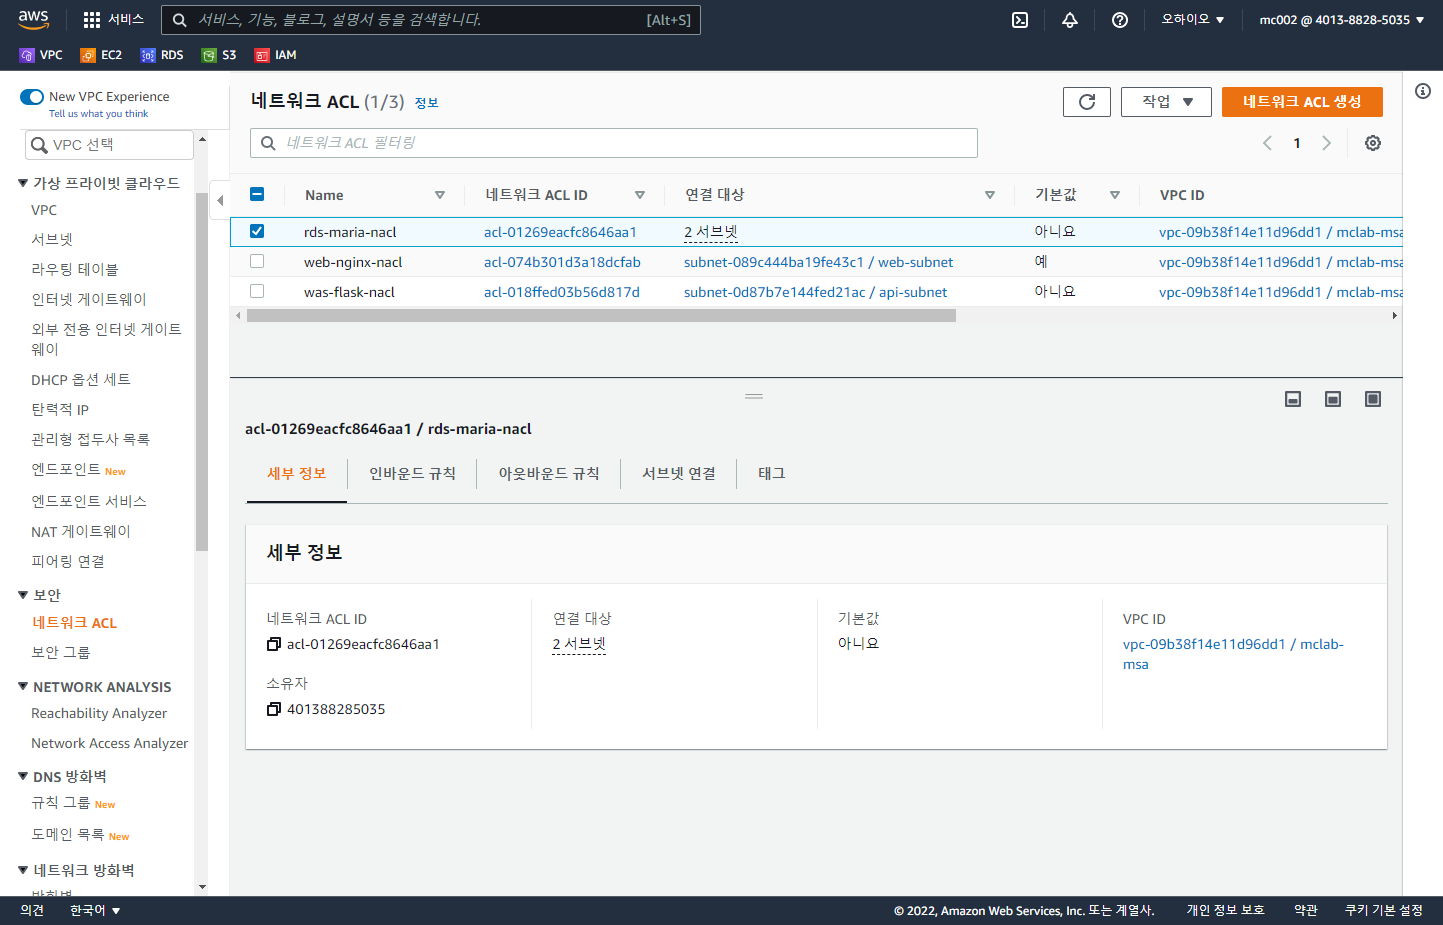 aws
서비스
서비스, 기능, 블로그, 설명서 등을 검색합니다.
[Alt+S]
오하이오
mc002 @ 4013-8828-5035
VPC
EC2
RDS
S3
IAM
New VPC Experience
Tell us what you think
VPC 선택
가상 프라이빗 클라우드
VPC
서브넷
라우팅 테이블
인터넷 게이트웨이
외부 전용 인터넷 게이트
웨이
DHCP 옵션 세트
탄력적 IP
관리형 접두사 목록
엔드포인트 New
엔드포인트 서비스
NAT 게이트웨이
피어링 연결
보안
네트워크 ACL
보안 그룹
NETWORK ANALYSIS
Reachability Analyzer
Network Access Analyzer
DNS 방화벽
규칙 그룹 New
도메인 목록 New
네트워크 방화벽
방화벽
네트워크 ACL (1/3) 정보
작업
네트워크 ACL 생성
네트워크 ACL 필터링
1
Name 네트워크 ACL ID 연결 대상 기본값 VPC ID
rds-maria-nacl acl-01269eacfc8646aa1 2 서브넷 아니요 vpc-09b38f14e11d96dd1 / mclab-msa
web-nginx-nacl acl-074b301d3a18dcfab subnet-089c444ba19fe43c1 / web-subnet 예 vpc-09b38f14e11d96dd1 / mclab-msa
was-flask-nacl acl-018ffed03b56d817d subnet-0d87b7e144fed21ac / api-subnet 아니요 vpc-09b38f14e11d96dd1 / mclab-msa
acl-01269eacfc8646aa1 / rds-maria-nacl
세부 정보 인바운드 규칙 아웃바운드 규칙 서브넷 연결 태그
세부 정보
네트워크 ACL ID
acl-01269eacfc8646aa1
소유자
401388285035
연결 대상
2 서브넷
기본값
아니요
VPC ID
vpc-09b38f14e11d96dd1 / mclab-
msa
의견
한국어
© 2022, Amazon Web Services, Inc. 또는 계열사.
개인 정보 보호
약관
쿠키 기본 설정